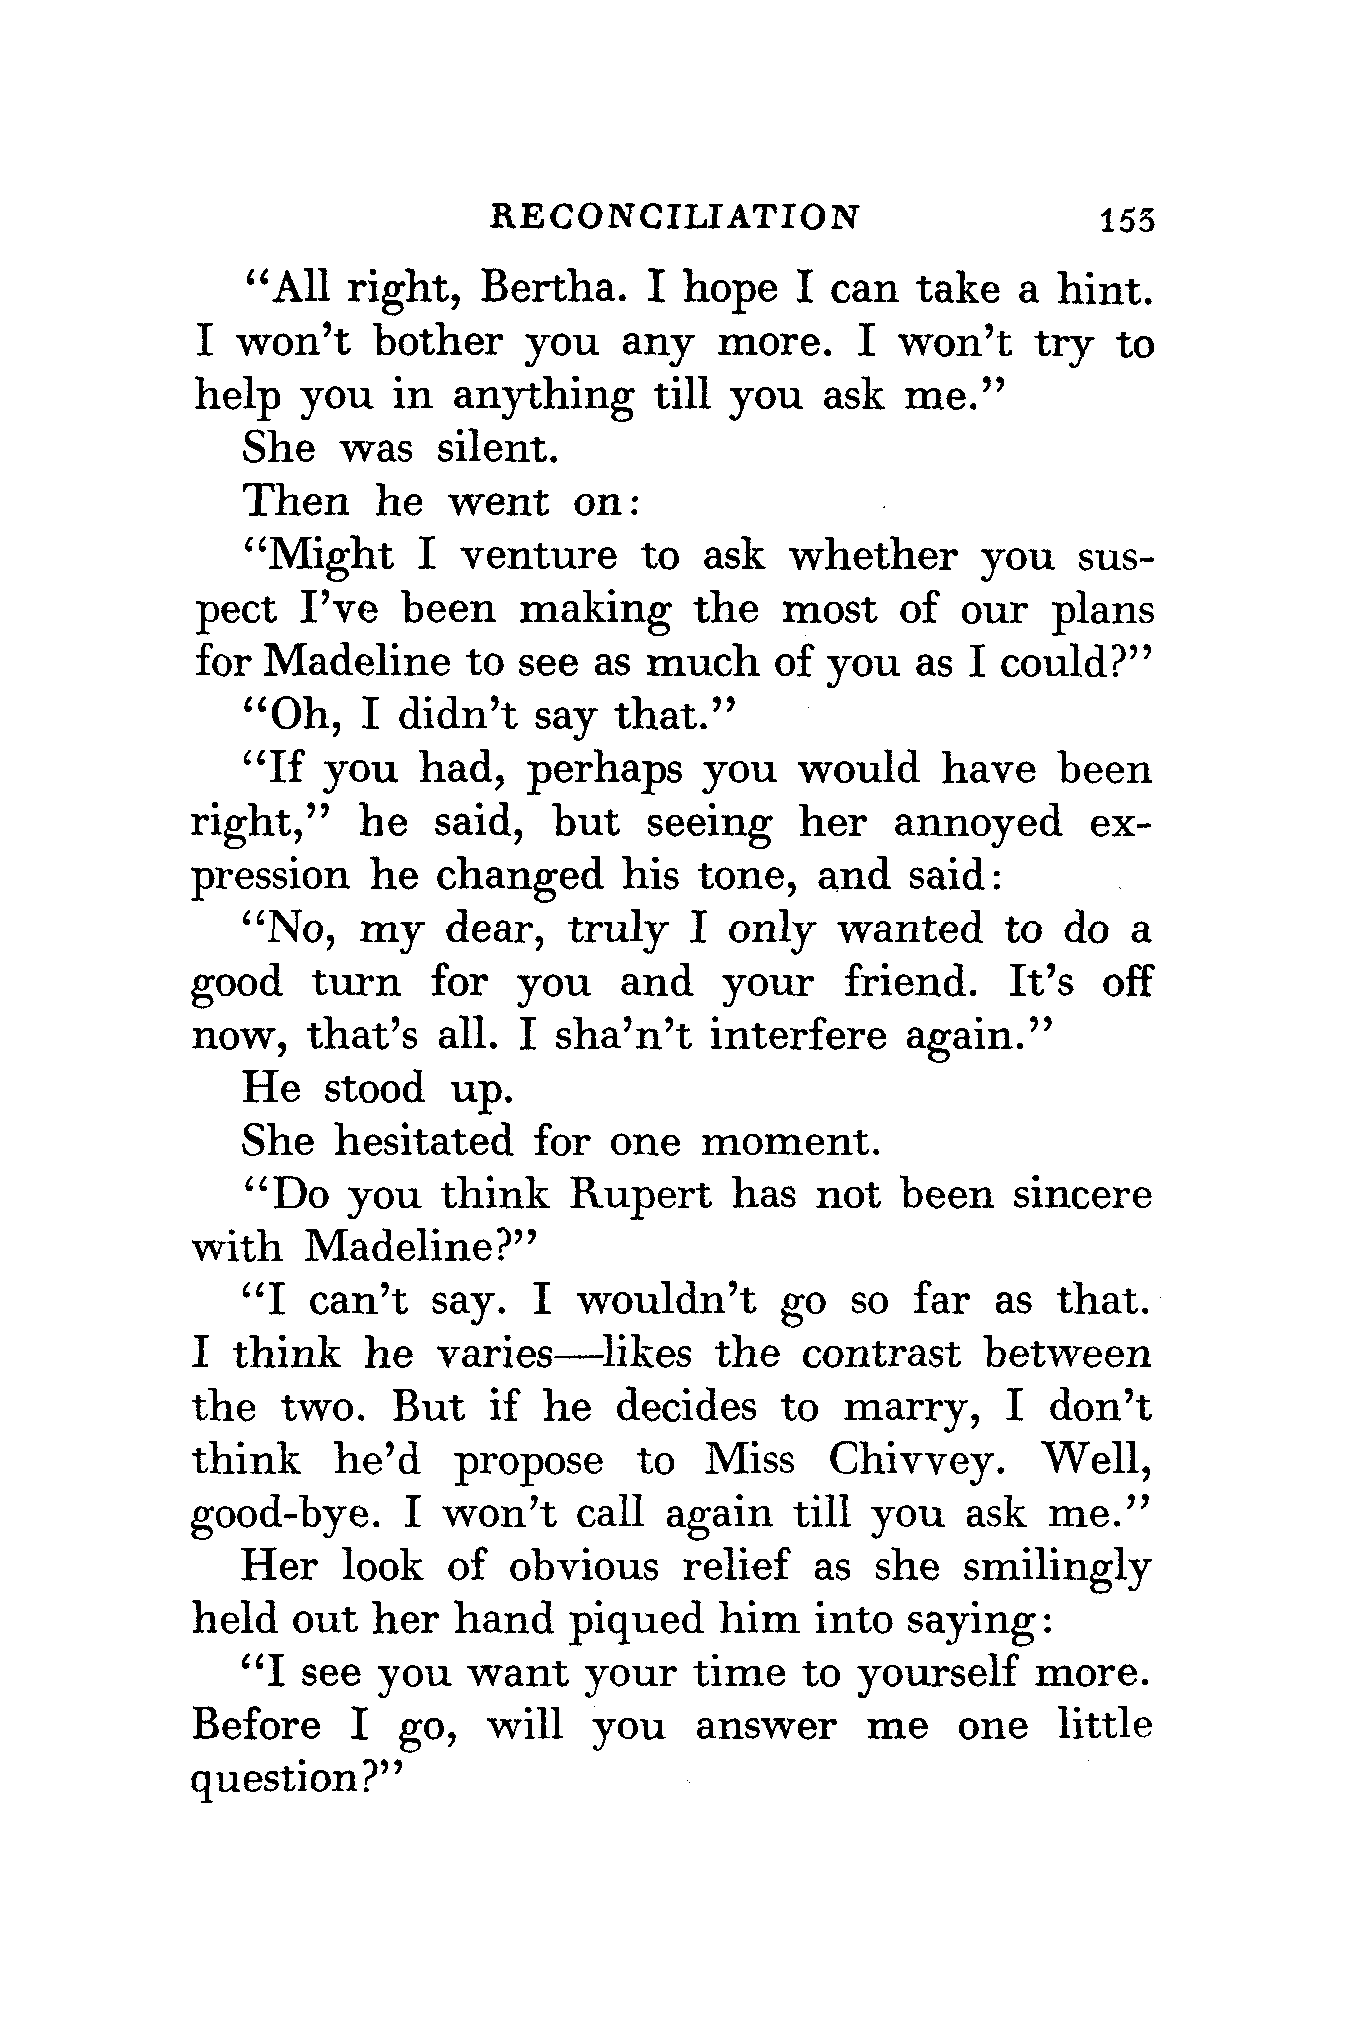 RECONCILIATION 153
“All right, Bertha. I hope I can take a hint.
I won’t bother you any more. I won’t try to
help you in anything till you ask me.”
She was silent.
Then he went on:
“Might I venture to ask whether you sus-
pect I’ve been making the most of our plans
for Madeline to see as much of you as I could?”
“Oh, I didn’t say that.”
“If you had, perhaps you would have been
right,” he said, but seeing her annoyed ex-
pression he changed his tone, and said:
“No, my dear, truly I only wanted to do a
good turn for you and your friend. It’s off
now, that’s all. I sha’n’t interfere again.”
He stood up.
She hesitated for one moment.
“Do you think Rupert has not been sincere
with Madeline?”
“I can’t say. I wouldn’t go so far as that.
I think he varies—likes the contrast between
the two. But if he decides to marry, I don’t
think he’d propose to Miss Chivvey. Well,
good-bye. I won’t call again till you ask me.”
Her look of obvious relief as she smilingly
held out her hand piqued him into saying:
“I see you want your time to yourself more.
Before I go, will you answer me one little
question?”